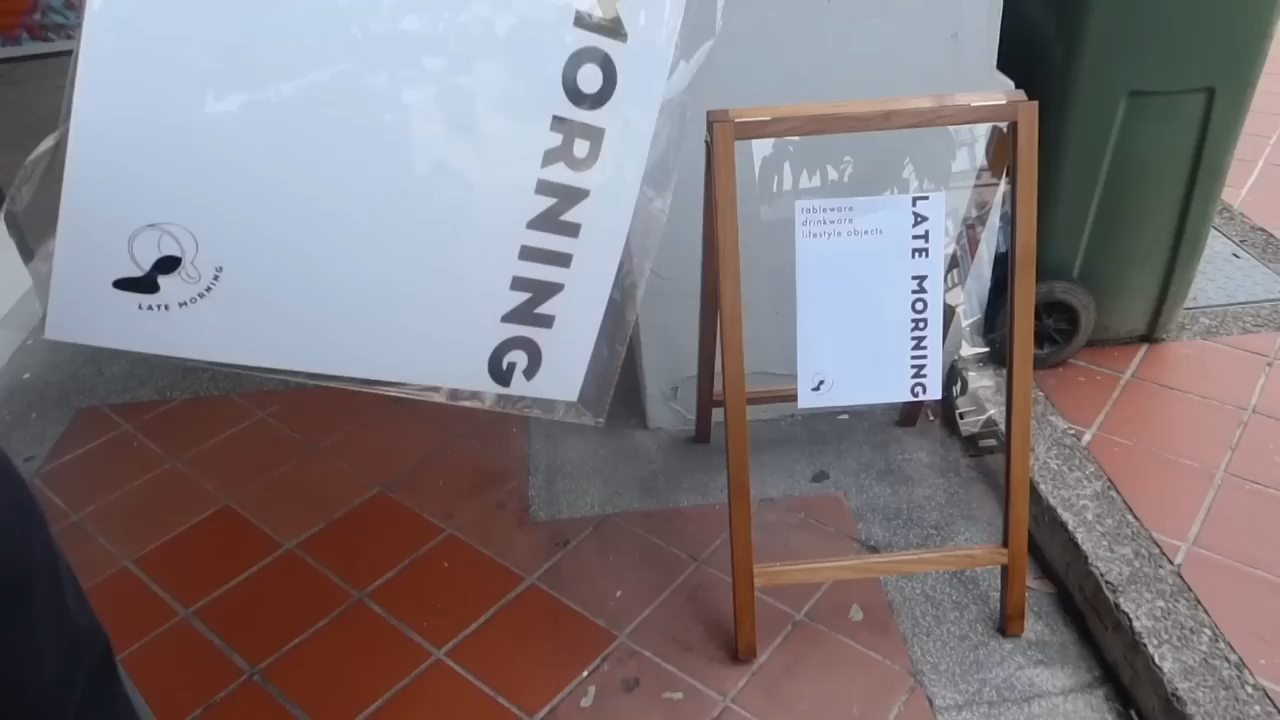 MORNING
LATE MORNING
tableware
drinkware
lifestyle objects
LATE MORNING